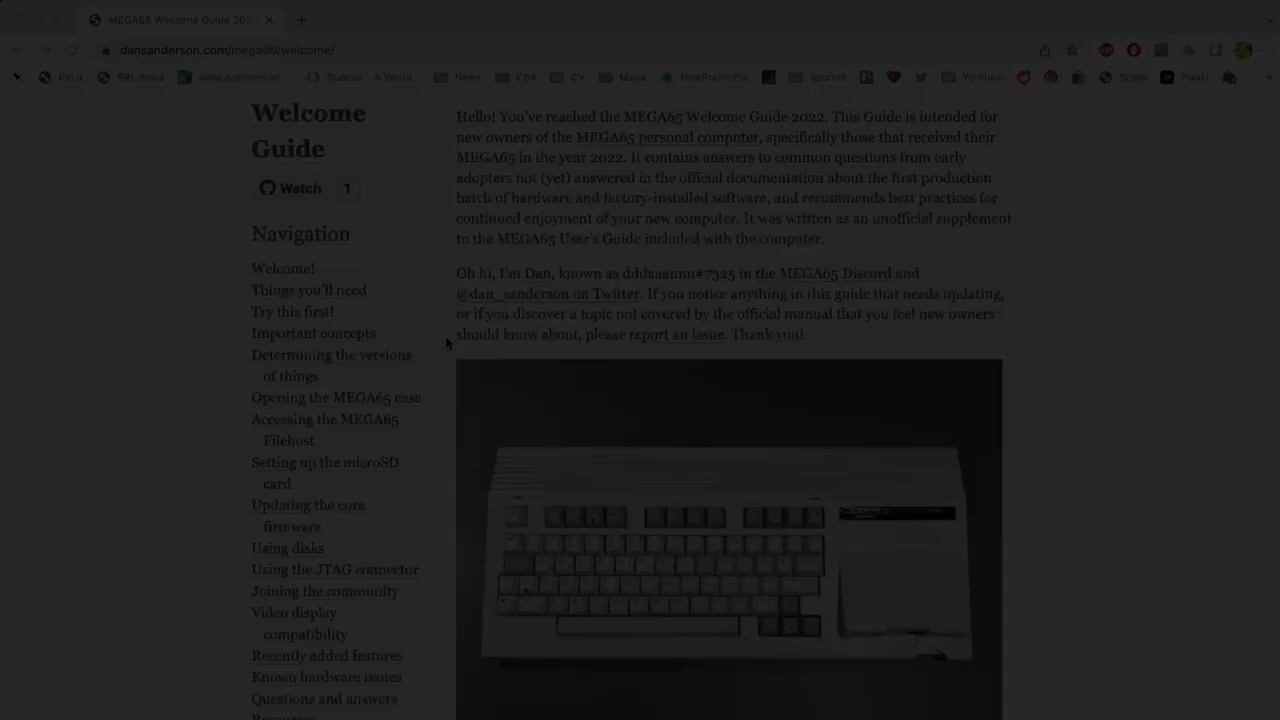 MEGA65 Welcome Guide 202
dansanderson.com/mega65/welcome/
Pin it
68k news
News
C64
CV
Mega
YouTube
Pixaki
Welcome
Guide
Watch 1
Navigation
Welcome!
Things you'll need
Try this first!
Important concepts
Determining the versions
of things
Opening the MEGA65 case
Accessing the MEGA65
Filehost
Setting up the microSD
card
Updating the core
firmware
Using disks
Using the JTAG connector
Joining the community
Video display
compatibility
Recently added features
Known hardware issues
Questions and answers
Hello! You've reached the MEGA65 Welcome Guide 2022. This Guide is intended for
new owners of the MEGA65 personal computer, specifically those that received their
MEGA65 in the year 2022. It contains answers to common questions from early
adopters not (yet) answered in the official documentation about the first production
batch of hardware and factory-installed software, and recommends best practices for
continued enjoyment of your new computer. It was written as an unofficial supplement
to the MEGA65 User's Guide included with the computer.
Oh hi, I'm Dan, known as dddaaannn#7325 in the MEGA65 Discord and
@dan_sanderson on Twitter. If you notice anything in this guide that needs updating,
or if you discover a topic not covered by the official manual that you feel new owners
should know about, please report an issue. Thank you!